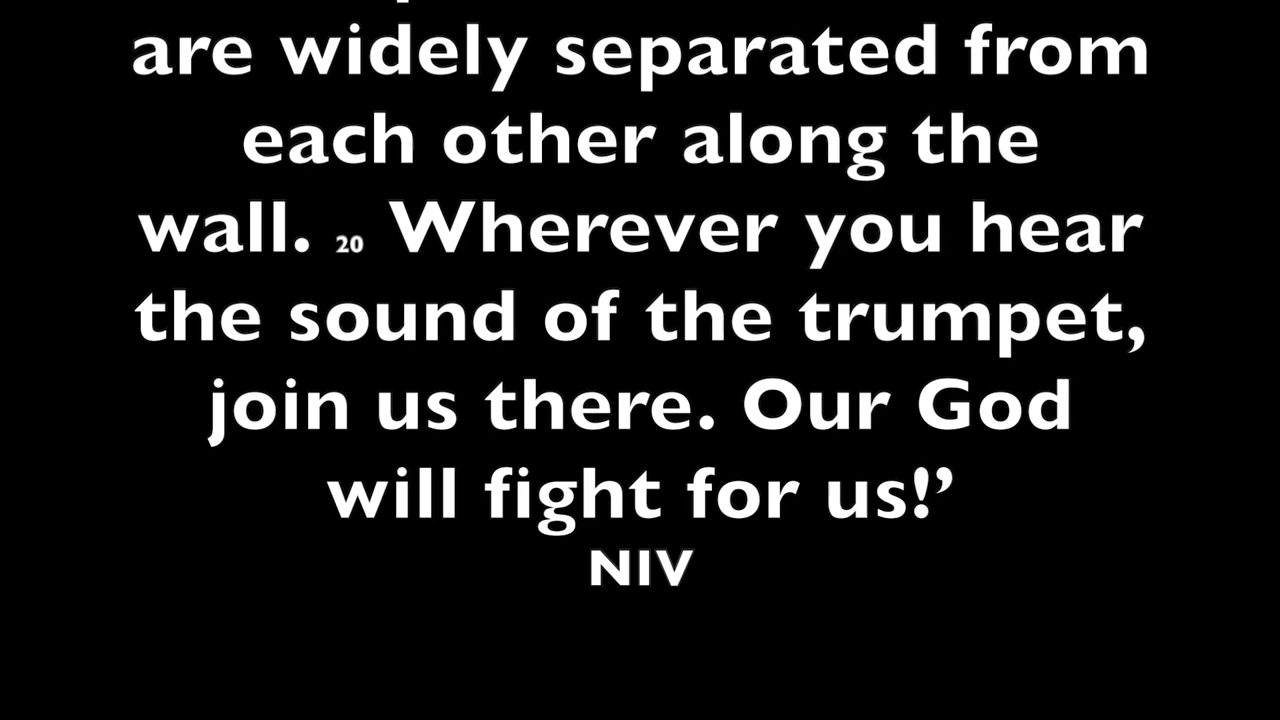 are widely separated from
each other along the
wall. 20 Wherever you hear
the sound of the trumpet,
join us there. Our God
will fight for us!’
NIV